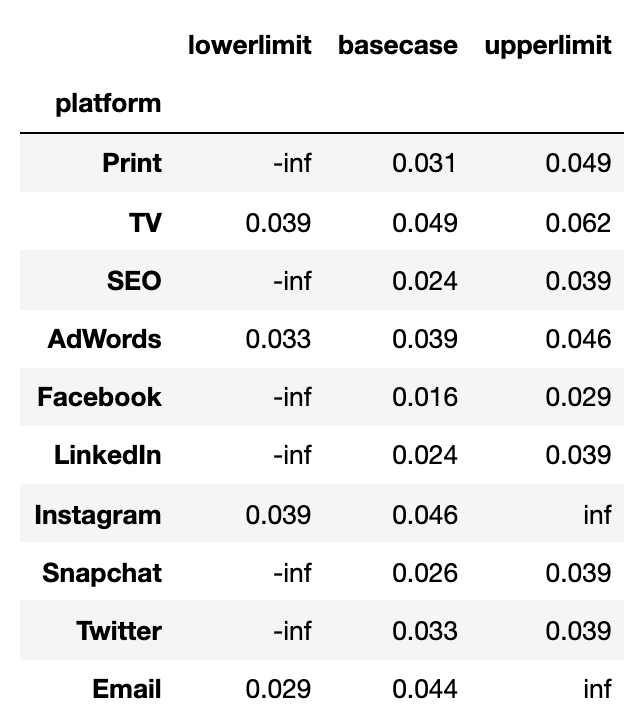 lowerlimit basecase upperlimit
platform
Print -inf 0.031 0.049
TV 0.039 0.049 0.062
SEO -inf 0.024 0.039
AdWords 0.033 0.039 0.046
Facebook -inf 0.016 0.029
LinkedIn -inf 0.024 0.039
Instagram 0.039 0.046 inf
Snapchat -inf 0.026 0.039
Twitter -inf 0.033 0.039
Email 0.029 0.044 inf